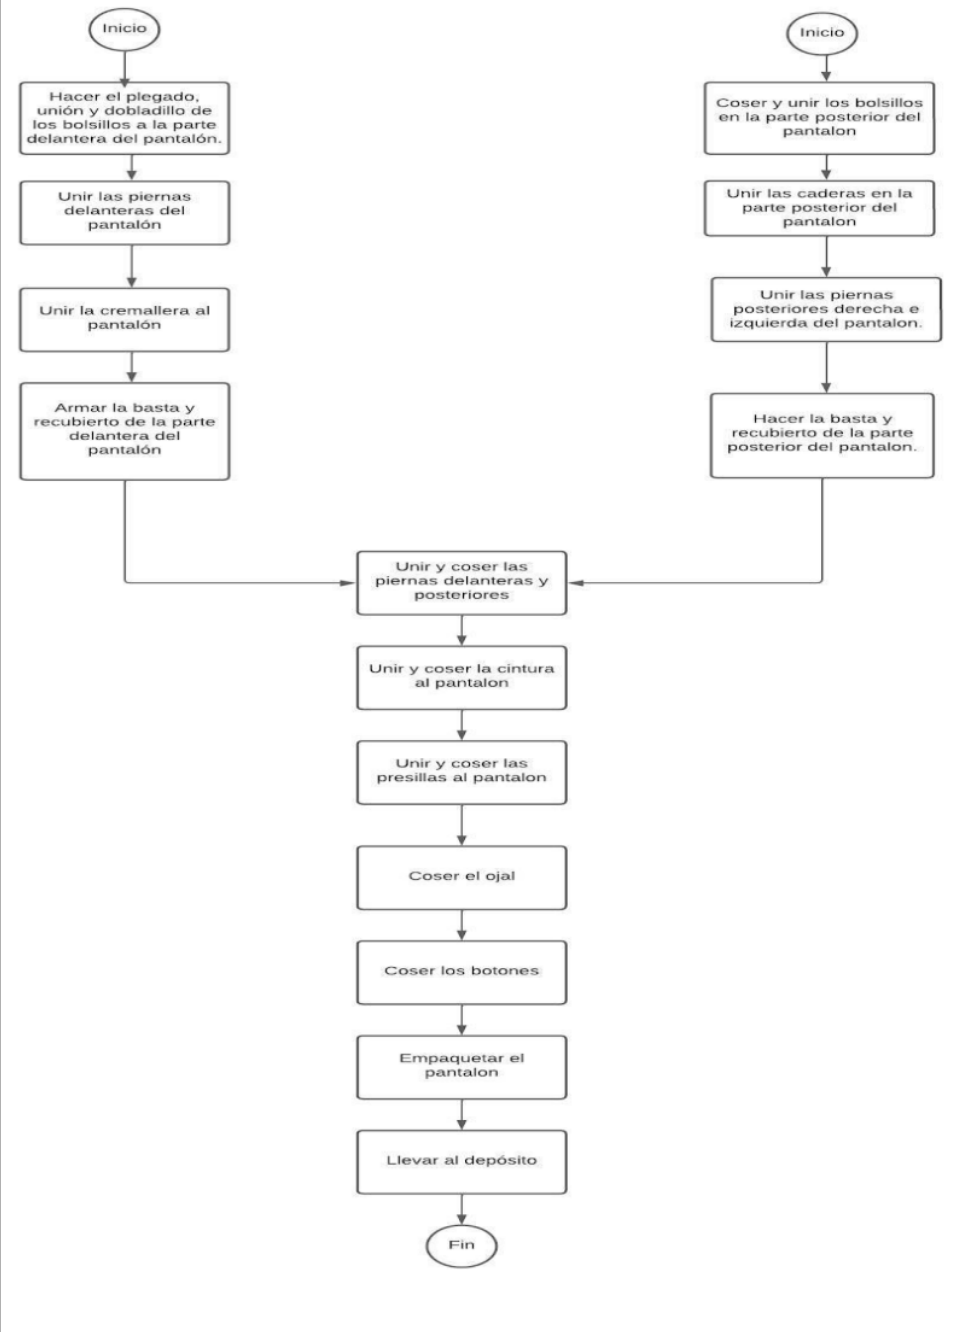 Inicio
Hacer el plegado,
unión y dobladillo de
los bolsillos a la parte
delantera del pantalón.
Unir las piernas
delanteras del
pantalón
Unir la cremallera al
pantalón
Armar la basta y
recubierto de la parte
delantera del
pantalón
Inicio
Coser y unir los bolsillos
en la parte posterior del
pantalon
Unir las caderas en la
parte posterior del
pantalon
Unir las piernas
posteriores derecha e
izquierda del pantalon.
Hacer la basta y
recubierto de la parte
posterior del pantalon.
Unir y coser las
piernas delanteras y
posteriores
Unir y coser la cintura
al pantalon
Unir y coser las
presillas al pantalon
Coser el ojal
Coser los botones
Empaquetar el
pantalon
Llevar al depósito
Fin